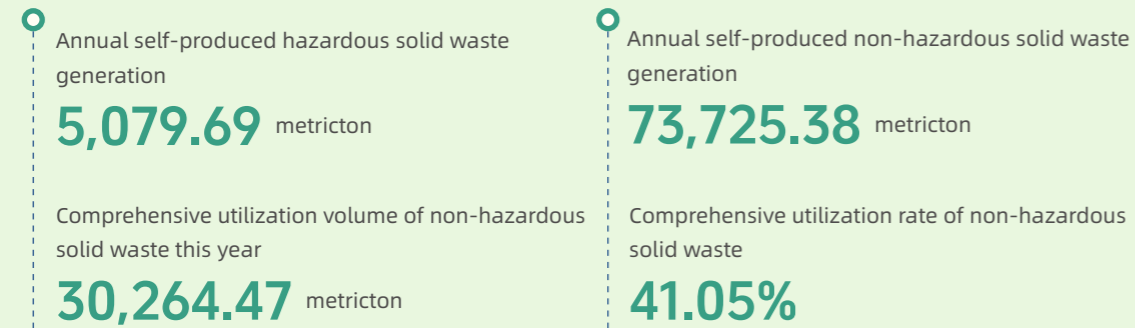 Annual self-produced hazardous solid waste
generation
5,079.69 metricton
Annual self-produced non-hazardous solid waste
generation
73,725.38 metricton
Comprehensive utilization volume of non-hazardous
solid waste this year
30,264.47 metricton
Comprehensive utilization rate of non-hazardous
solid waste
41.05%